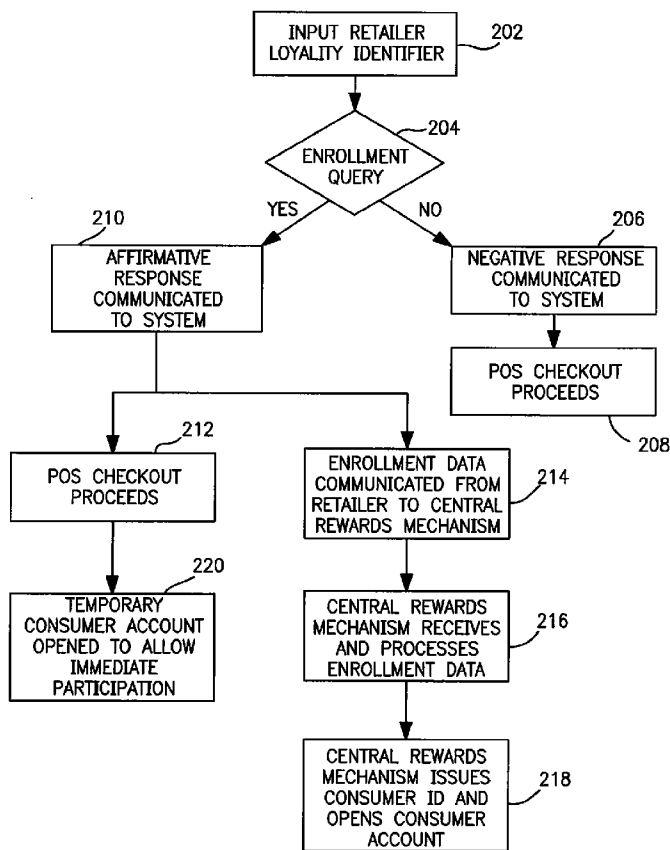 INPUT RETAILER
LOYALITY IDENTIFIER
202
204
ENROLLMENT
QUERY
YES
NO
210
AFFIRMATIVE
RESPONSE
COMMUNICATED
TO SYSTEM
206
NEGATIVE RESPONSE
COMMUNICATED
TO SYSTEM
POS CHECKOUT
PROCEEDS
208
212
POS CHECKOUT
PROCEEDS
ENROLLMENT DATA
COMMUNICATED FROM
RETAILER TO CENTRAL
REWARDS MECHANISM
214
220
TEMPORARY
CONSUMER ACCOUNT
OPENED TO ALLOW
IMMEDIATE
PARTICIPATION
CENTRAL REWARDS
MECHANISM RECEIVES
AND PROCESSES
ENROLLMENT DATA
216
CENTRAL REWARDS
MECHANISM ISSUES
CONSUMER ID AND
OPENS CONSUMER
ACCOUNT
218